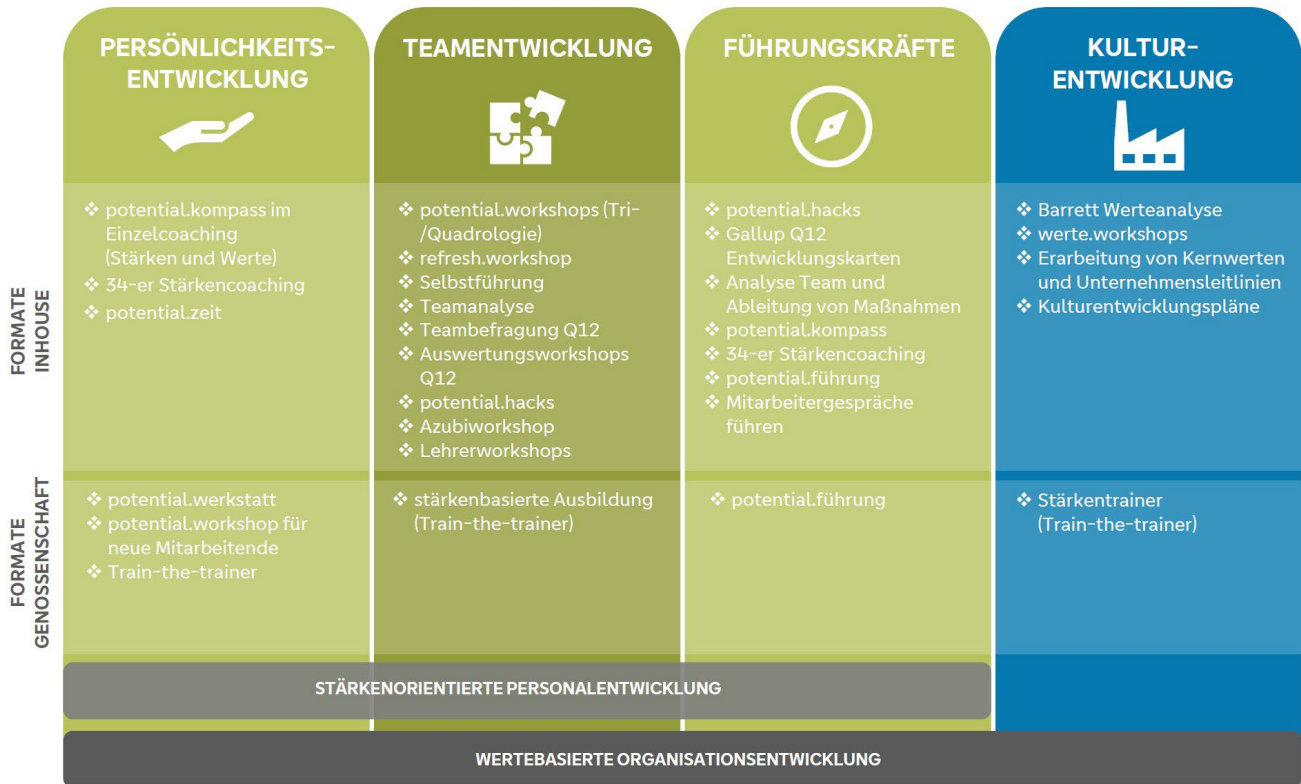 PERSÖNLICHKEITS-
ENTWICKLUNG
TEAMENTWICKLUNG
FÜHRUNGSKRÄFTE
KULTUR-
ENTWICKLUNG
FORMATE
INHOUSE
❖ potential.kompass im
Einzelcoaching
(Stärken und Werte)
❖ 34-er Stärkencoaching
❖ potential.zeit
❖ potential.workshops (Tri-
/Quadrologie)
❖ refresh.workshop
❖ Selbstführung
❖ Teamanalyse
❖ Teambefragung Q12
❖ Auswertungsworkshops
Q12
❖ potential.hacks
❖ Azubiworkshop
❖ Lehrerworkshops
❖ potential.hacks
❖ Gallup Q12
Entwicklungskarten
❖ Analyse Team und
Ableitung von Maßnahmen
❖ potential.kompass
❖ 34-er Stärkencoaching
❖ potential.führung
❖ Mitarbeitergespräche
führen
❖ Barrett Werteanalyse
❖ werte.workshops
❖ Erarbeitung von Kernwerten
und Unternehmensleitlinien
❖ Kulturentwicklungspläne
FORMATE
GENOSSENSCHAFT
❖ potential.werkstatt
❖ potential.workshop für
neue Mitarbeitende
❖ Train-the-trainer
❖ stärkenbasierte Ausbildung
(Train-the-trainer)
❖ potential.führung
❖ Stärkentrainer
(Train-the-trainer)
STÄRKENORIENTIERTE PERSONALENTWICKLUNG
WERTEBASIERTE ORGANISATIONSENTWICKLUNG